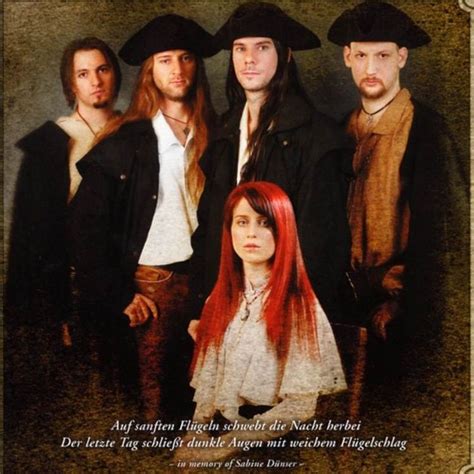 Auf sanften Flügeln schwebt die Nacht herbei
Der letzte Tag schließt dunkle Augen mit weichem Flügelschlag
– in memory of Sabine Dünser –